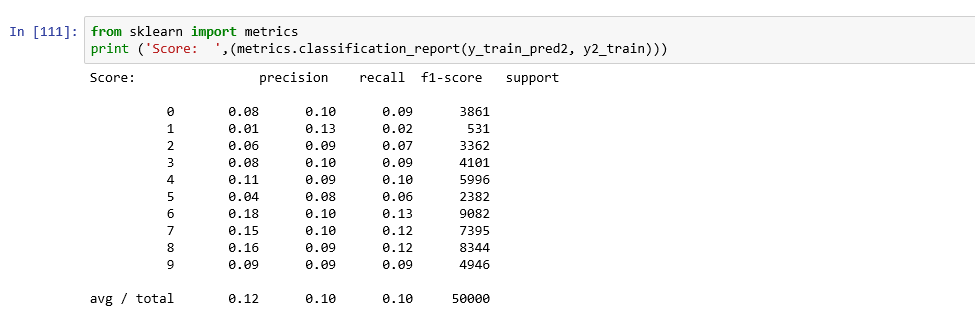 In [111]: from sklearn import metrics
print ('Score:  ',(metrics.classification_report(y_train_pred2, y2_train)))
Score:                precision    recall  f1-score   support
0       0.08      0.10      0.09      3861
1       0.01      0.13      0.02       531
2       0.06      0.09      0.07      3362
3       0.08      0.10      0.09      4101
4       0.11      0.09      0.10      5996
5       0.04      0.08      0.06      2382
6       0.18      0.10      0.13      9082
7       0.15      0.10      0.12      7395
8       0.16      0.09      0.12      8344
9       0.09      0.09      0.09      4946
avg / total       0.12      0.10      0.10     50000